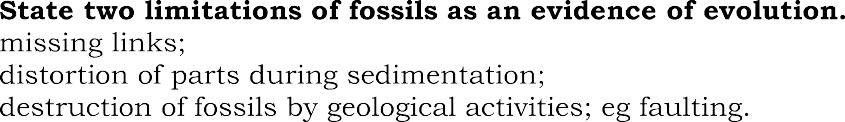 State two limitations of fossils as an evidence of evolution.
missing links;
distortion of parts during sedimentation;
destruction of fossils by geological activities; eg faulting.